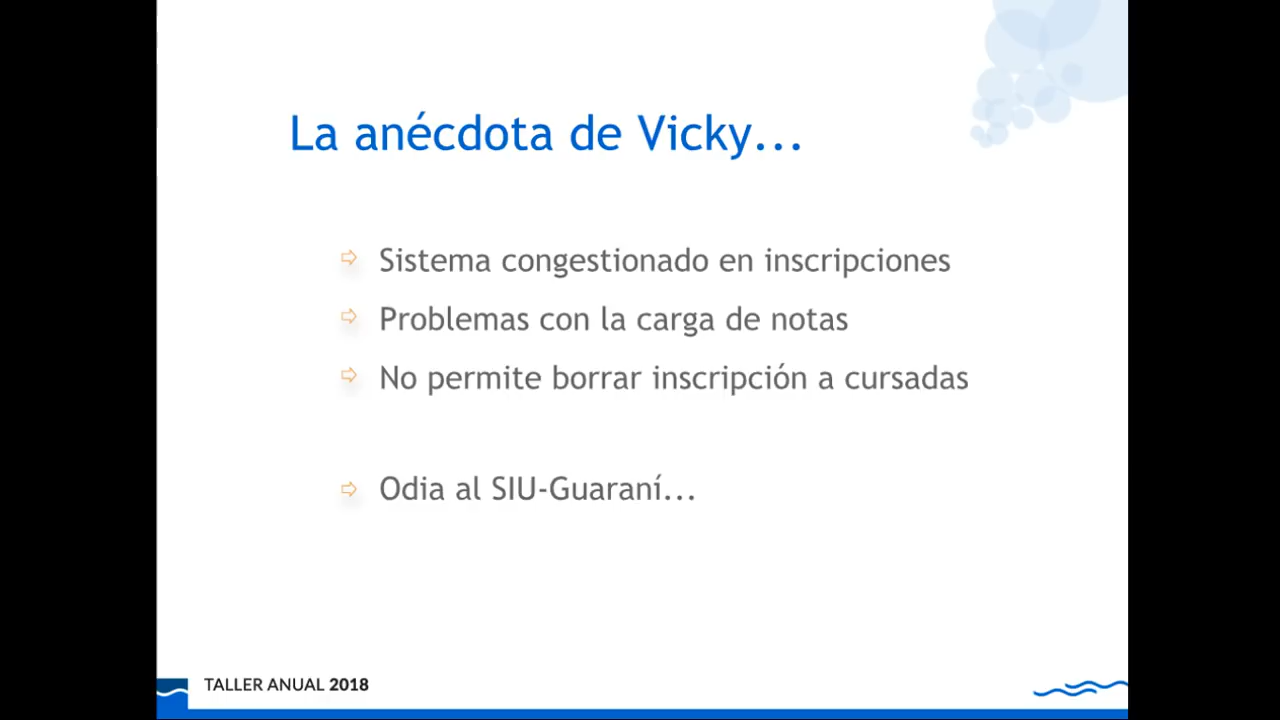 La anécdota de Vicky...
Sistema congestionado en inscripciones
Problemas con la carga de notas
No permite borrar inscripción a cursadas
Odia al SIU-Guaraní...
TALLER ANUAL 2018